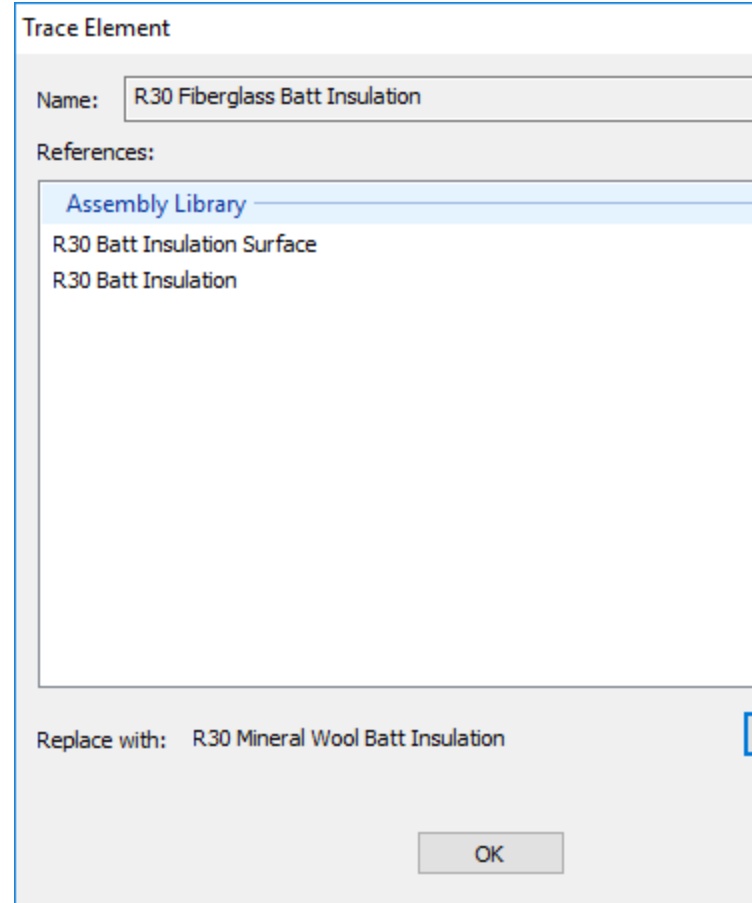 Trace Element
Name: R30 Fiberglass Batt Insulation
References:
Assembly Library
R30 Batt Insulation Surface
R30 Batt Insulation
Replace with: R30 Mineral Wool Batt Insulation
OK